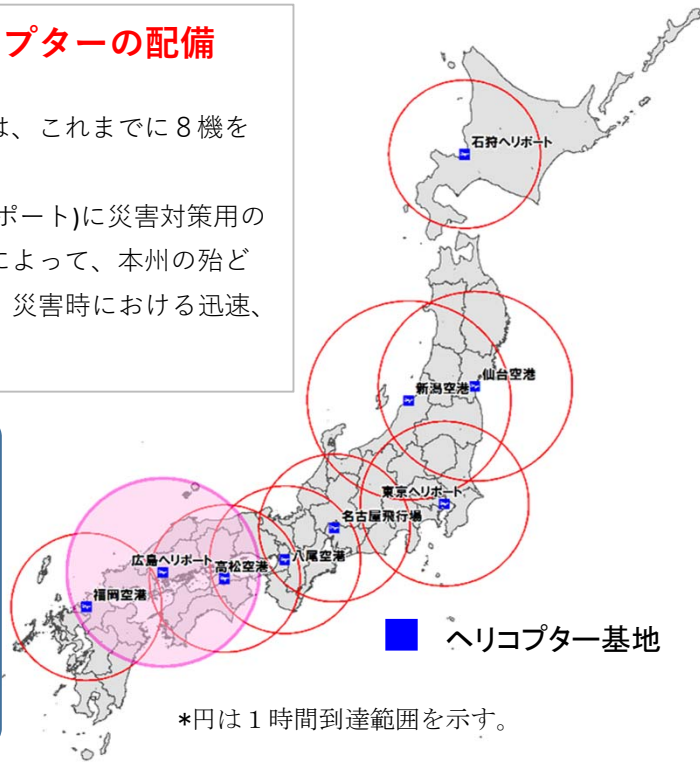 プターの配備
は、これまでに８機を
ポート)に災害対策用の
によって、本州の殆ど
災害時における迅速、
石狩ヘリポート
仙台空港
新潟空港
東京ヘリポート
名古屋飛行場
八尾空港
広島ヘリポート
高松空港
福岡空港
ヘリコプター基地
*円は１時間到達範囲を示す。